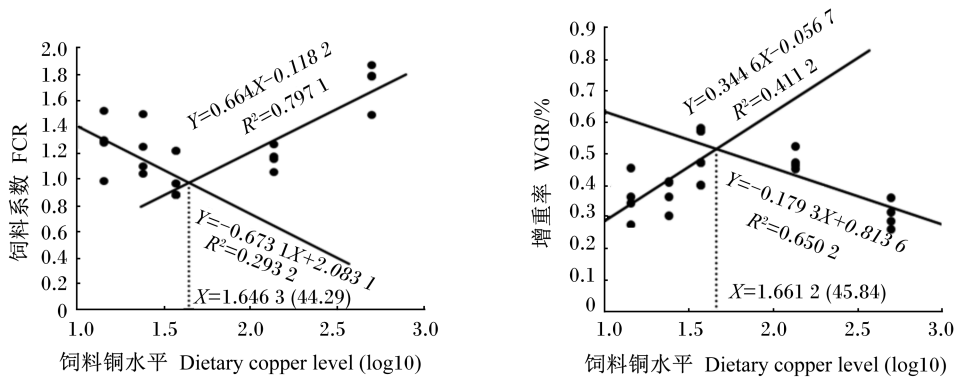 饲料系数 FCR
2.0
1.8
1.6
1.4
1.2
1.0
0.8
0.6
0.4
0.2
0
Y=0.664X-0.118 2
R²=0.797 1
Y=-0.673 1X+2.083 1
R²=0.293 2
X=1.646 3 (44.29)
1.0 1.5 2.0 2.5 3.0
饲料铜水平 Dietary copper level (log10)
增重率 WGR/%
0.9
0.8
0.7
0.6
0.5
0.4
0.3
0.2
0.1
0
Y=0.344 6X-0.056 7
R²=0.411 2
Y=-0.179 3X+0.813 6
R²=0.650 2
X=1.661 2 (45.84)
1.0 1.5 2.0 2.5 3.0
饲料铜水平 Dietary copper level (log10)